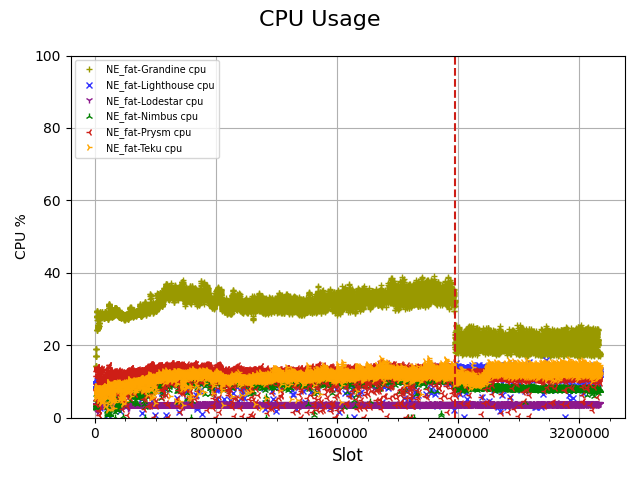 CPU Usage
100
80
60
40
20
0
CPU %
NE_fat-Grandine cpu
NE_fat-Lighthouse cpu
NE_fat-Lodestar cpu
NE_fat-Nimbus cpu
NE_fat-Prysm cpu
NE_fat-Teku cpu
0 800000 1600000 2400000 3200000
Slot